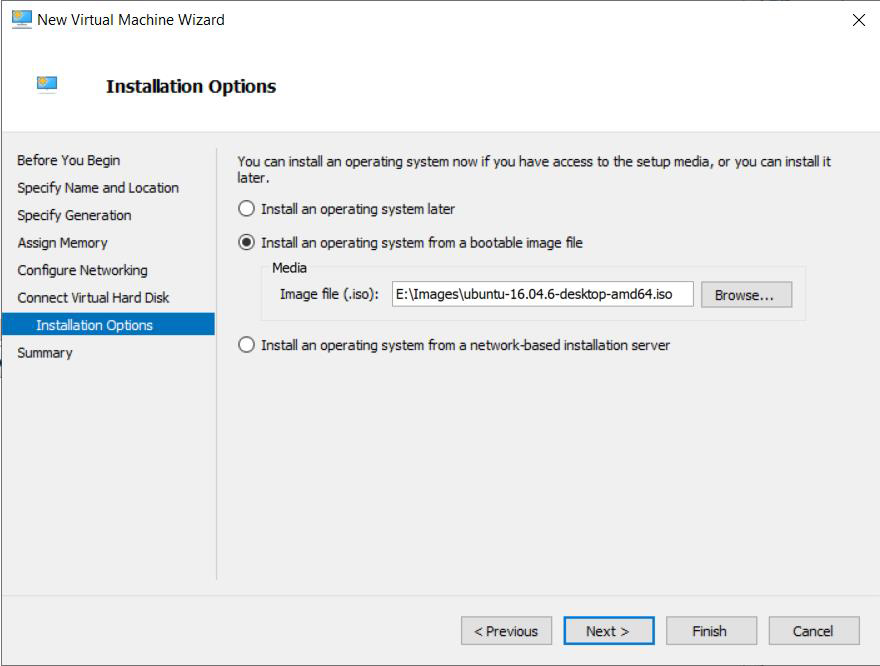 New Virtual Machine Wizard
Installation Options
Before You Begin
Specify Name and Location
Specify Generation
Assign Memory
Configure Networking
Connect Virtual Hard Disk
Installation Options
Summary
You can install an operating system now if you have access to the setup media, or you can install it
later.
Install an operating system later
Install an operating system from a bootable image file
Media
Image file (.iso): E:\Images\ubuntu-16.04.6-desktop-amd64.iso Browse...
Install an operating system from a network-based installation server
< Previous Next > Finish Cancel